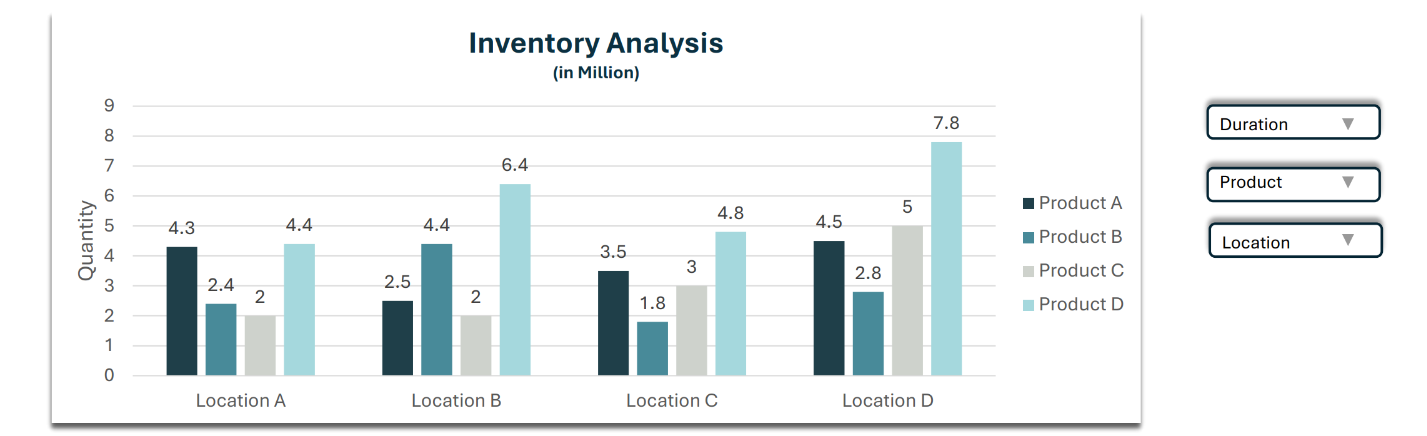 Inventory Analysis
(in Million)
Quantity
9
8
7
6
5
4
3
2
1
0
4.3
2.4
2
4.4
2.5
4.4
2
6.4
3.5
1.8
3
4.8
4.5
2.8
5
7.8
Location A
Location B
Location C
Location D
Product A
Product B
Product C
Product D
Duration ▼
Product ▼
Location ▼